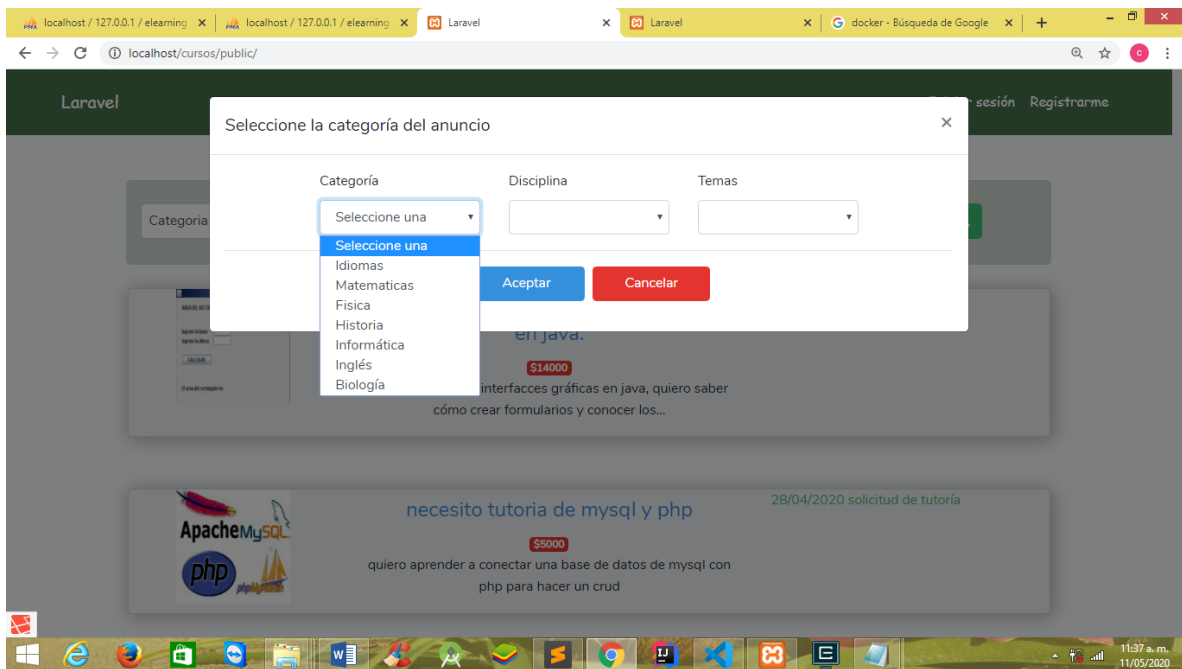 localhost / 127.0.0.1 / elearning
localhost / 127.0.0.1 / elearning
Laravel
Laravel
docker - Búsqueda de Google
localhost/cursos/public/
Laravel
sesión
Registrarme
Seleccione la categoría del anuncio
Categoría
Disciplina
Temas
Categoria
Seleccione una
Seleccione una
Idiomas
Matematicas
Fisica
Historia
Informática
Inglés
Biología
Aceptar
Cancelar
en java.
$14000
interfacces gráficas en java, quiero saber
cómo crear formularios y conocer los...
necesito tutoria de mysql y php
28/04/2020 solicitud de tutoría
$5000
quiero aprender a conectar una base de datos de mysql con
php para hacer un crud
Apache MySQL
php
phpMyAdmin
11:37 a. m.
11/05/2020